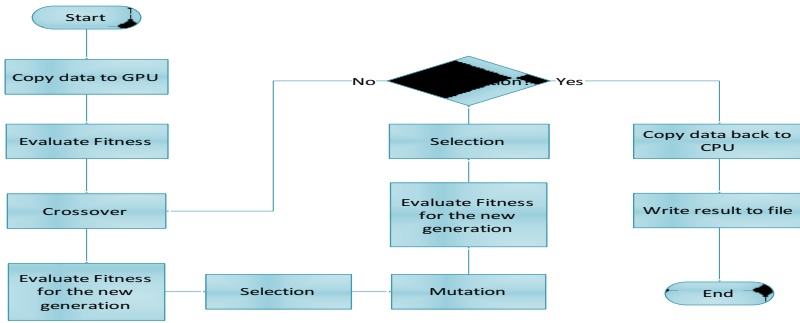 Start
Copy data to GPU
Evaluate Fitness
Crossover
Evaluate Fitness
for the new
generation
Selection
Mutation
Evaluate Fitness
for the new
generation
Selection
No
Yes
Copy data back to
CPU
Write result to file
End